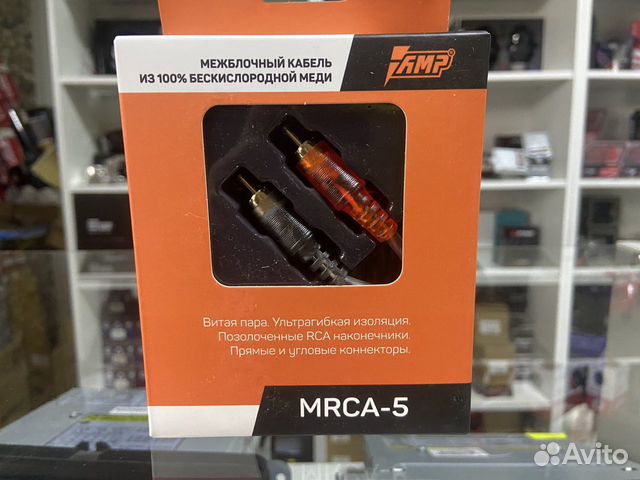 МЕЖБЛОЧНЫЙ КАБЕЛЬ
ИЗ 100% БЕСКИСЛОРОДНОЙ МЕДИ
AMP®
Витая пара. Ультрагибкая изоляция.
Позолоченные RCA наконечники.
Прямые и угловые коннекторы.
MRCA-5
Avito